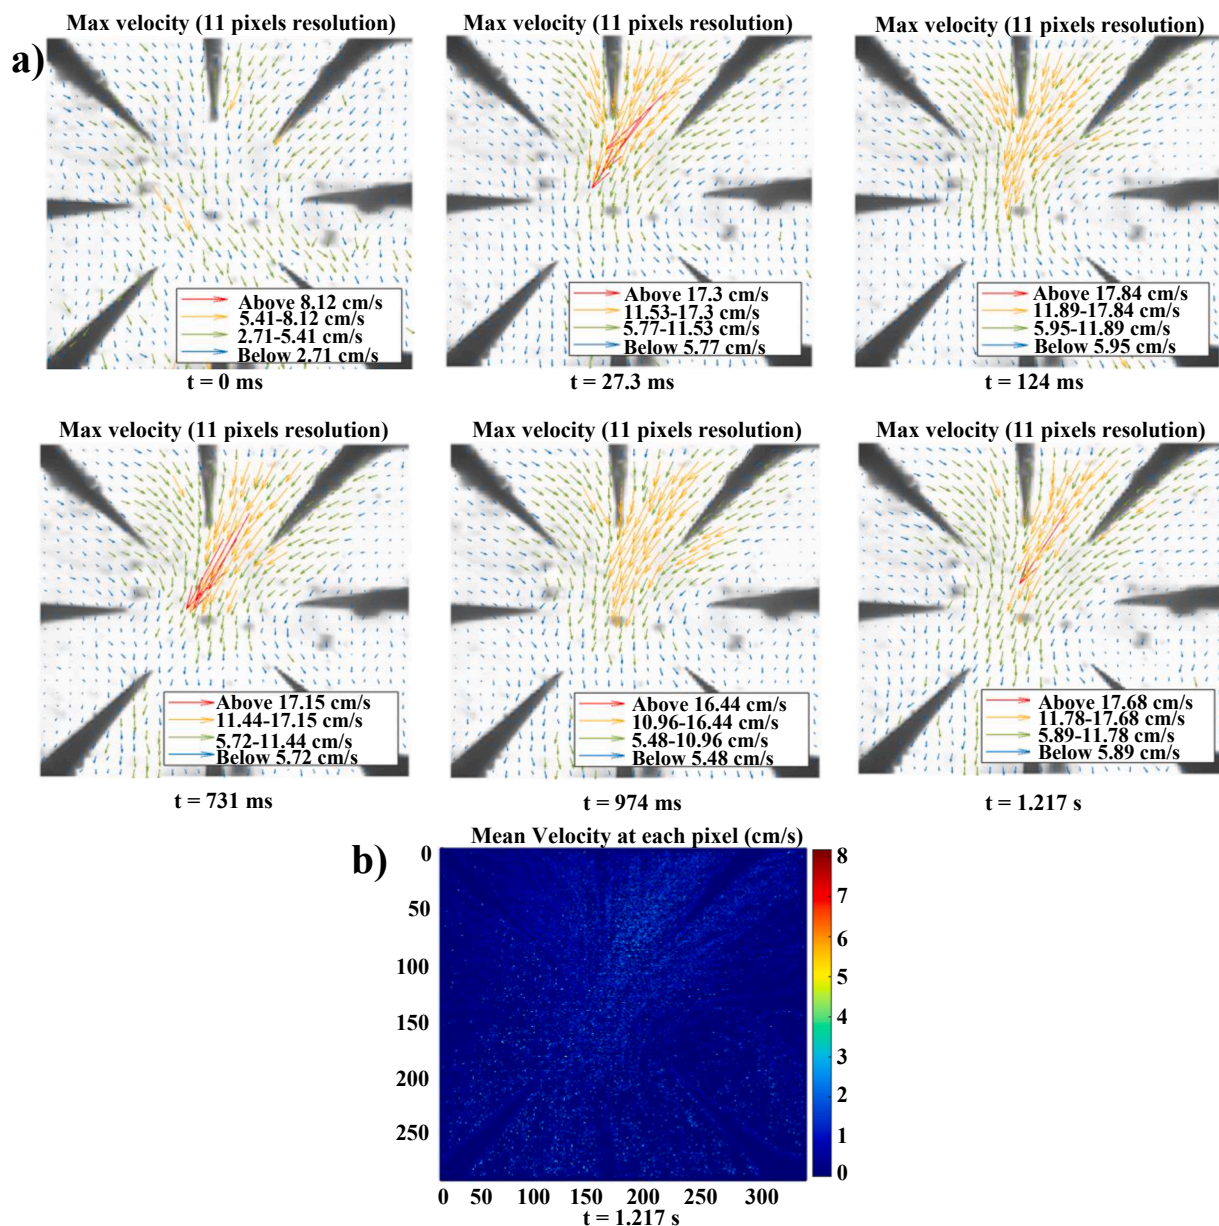 a)
Max velocity (11 pixels resolution)
Above 8.12 cm/s
5.41-8.12 cm/s
2.71-5.41 cm/s
Below 2.71 cm/s
t = 0 ms
Max velocity (11 pixels resolution)
Above 17.3 cm/s
11.53-17.3 cm/s
5.77-11.53 cm/s
Below 5.77 cm/s
t = 27.3 ms
Max velocity (11 pixels resolution)
Above 17.84 cm/s
11.89-17.84 cm/s
5.95-11.89 cm/s
Below 5.95 cm/s
t = 124 ms
Max velocity (11 pixels resolution)
Above 17.15 cm/s
11.44-17.15 cm/s
5.72-11.44 cm/s
Below 5.72 cm/s
t = 731 ms
Max velocity (11 pixels resolution)
Above 16.44 cm/s
10.96-16.44 cm/s
5.48-10.96 cm/s
Below 5.48 cm/s
t = 974 ms
Max velocity (11 pixels resolution)
Above 17.68 cm/s
11.78-17.68 cm/s
5.89-11.78 cm/s
Below 5.89 cm/s
t = 1.217 s
b)
Mean Velocity at each pixel (cm/s)
0
50
100
150
200
250
0 50 100 150 200 250 300
8
7
6
5
4
3
2
1
0
t = 1.217 s